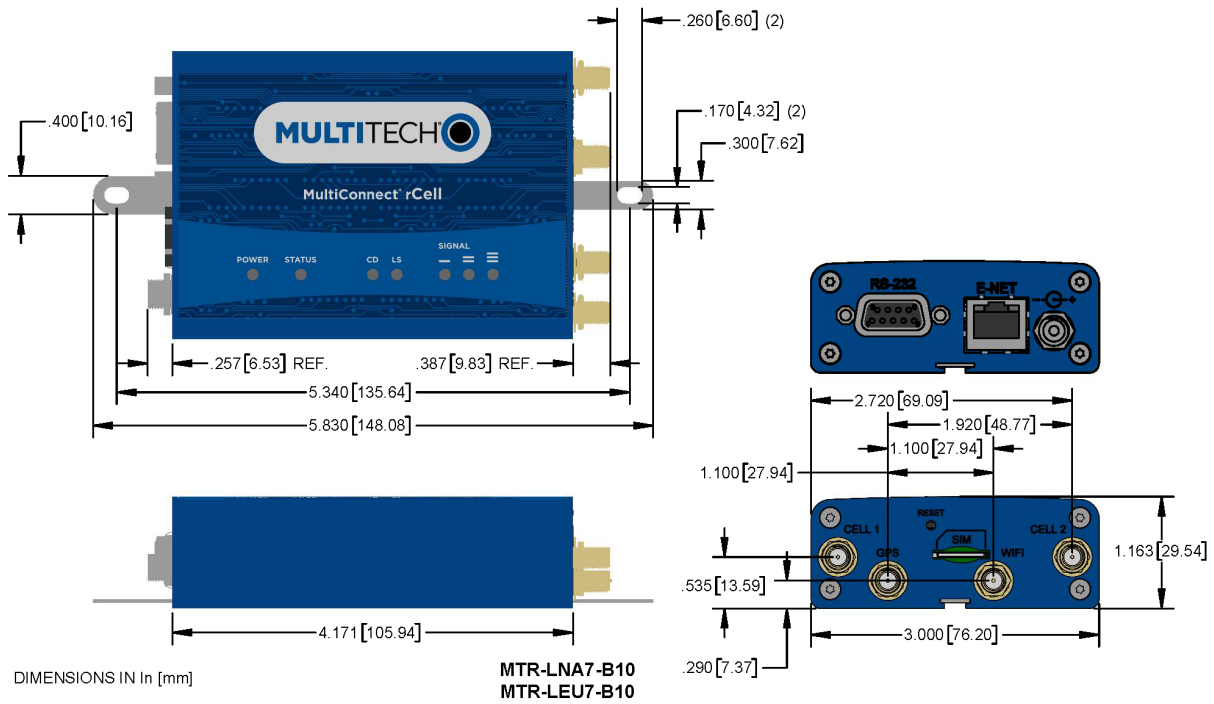 .260[6.60] (2)
.400[10.16]
.170[4.32] (2)
.300[7.62]
MULTITECH®
MultiConnect® rCell
SIGNAL
POWER STATUS CD LS
.257[6.53] REF.
.387[9.83] REF.
5.340[135.64]
5.830[148.08]
RS-232
E-NET
- +
2.720[69.09]
1.920[48.77]
1.100[27.94]
1.100[27.94]
RESET
CELL 1
CELL 2
SIM
GPS
WIFI
1.163[29.54]
.535[13.59]
3.000[76.20]
.290[7.37]
4.171[105.94]
DIMENSIONS IN In [mm]
MTR-LNA7-B10
MTR-LEU7-B10